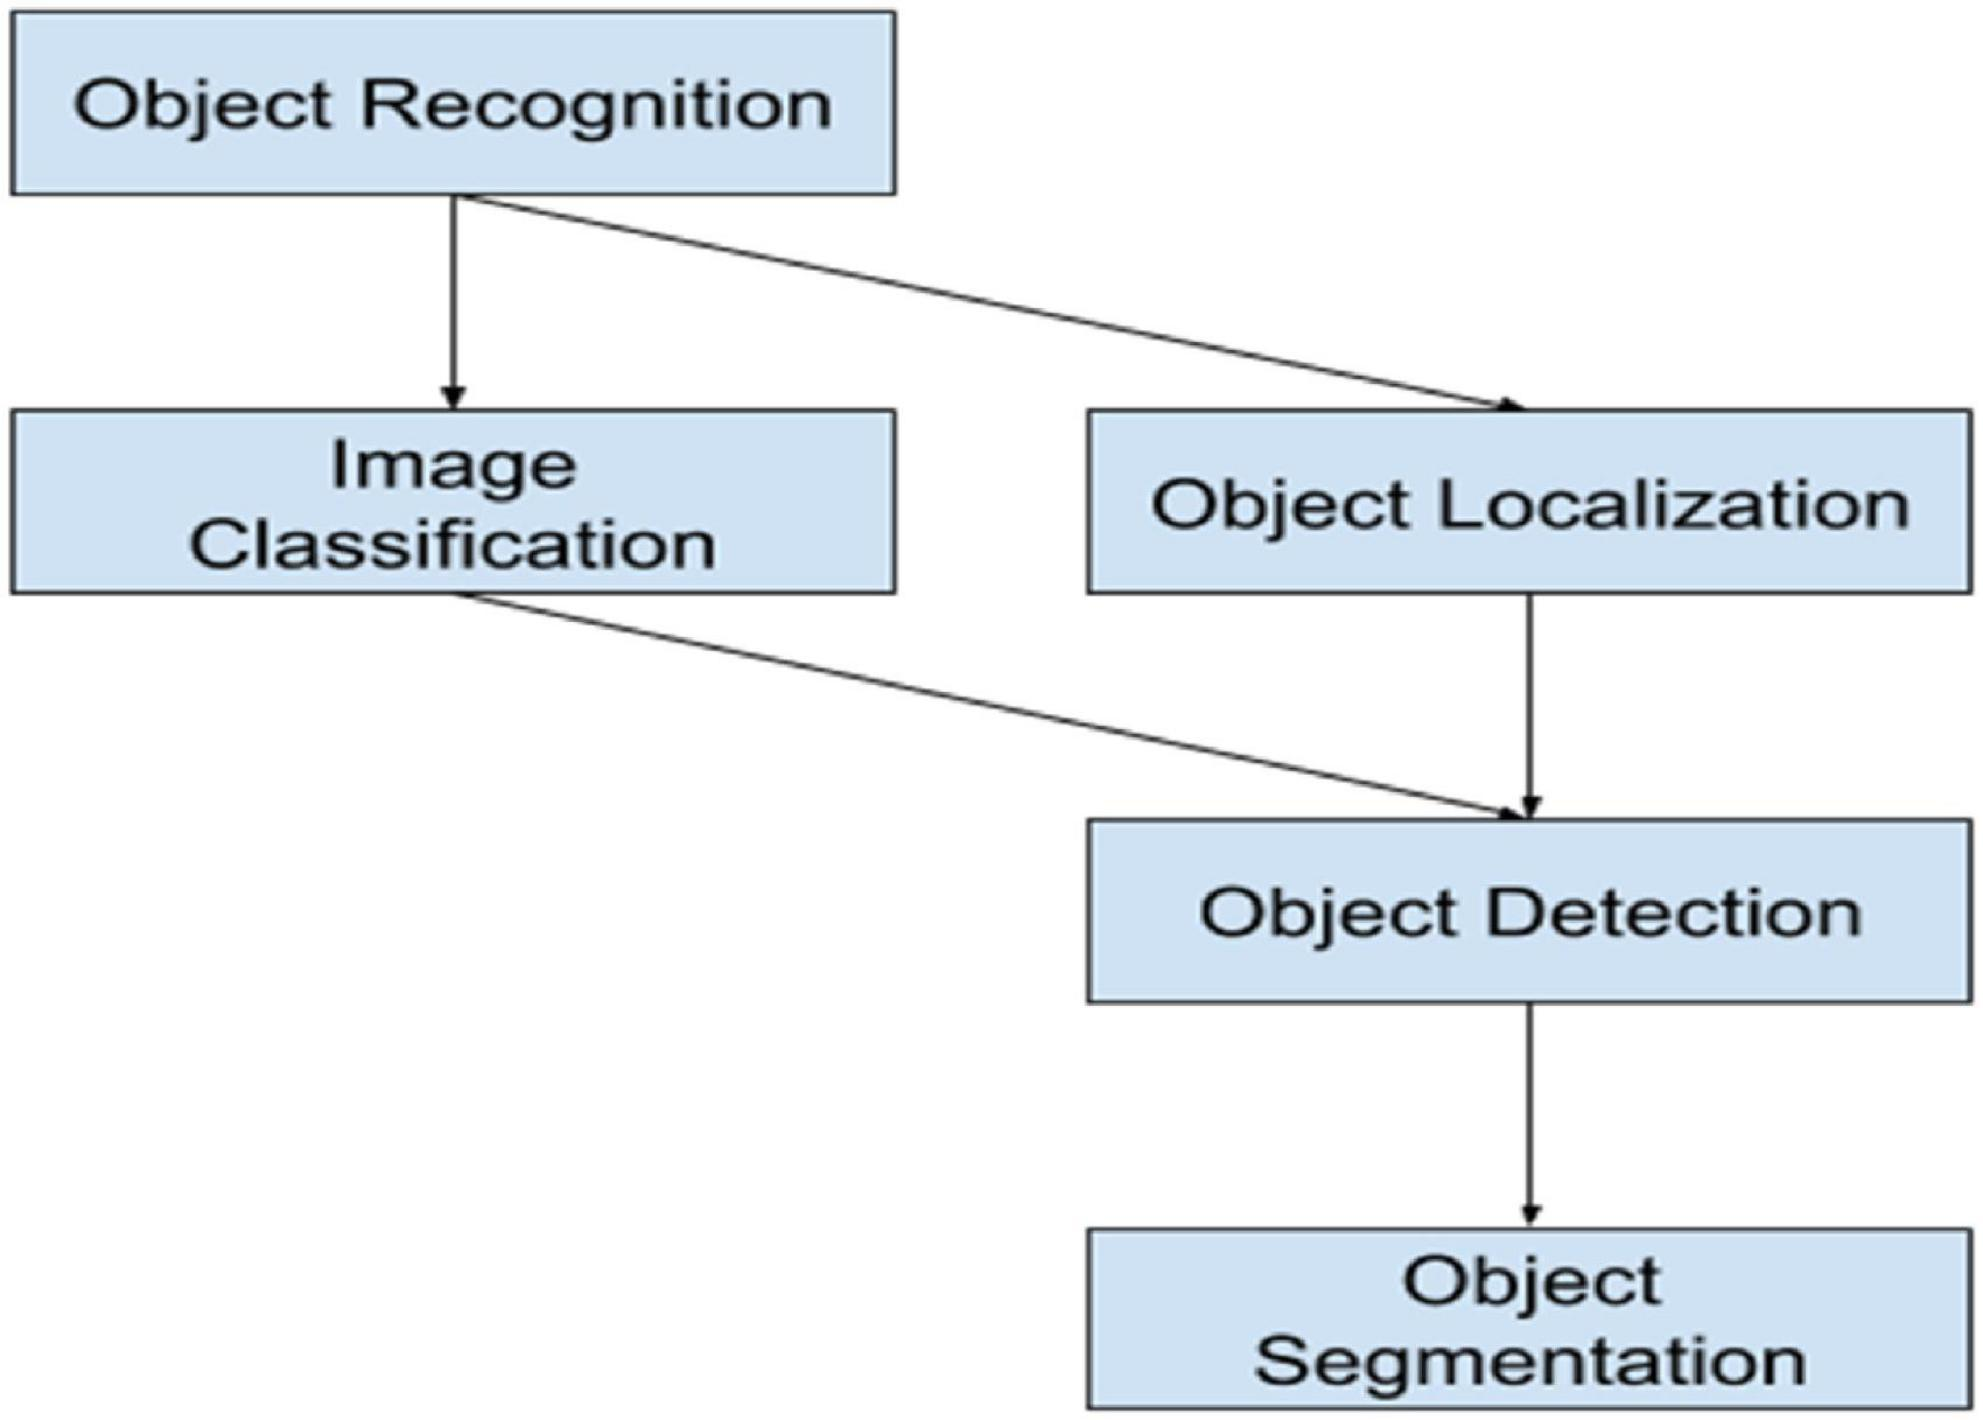 Object Recognition
Image
Classification
Object Localization
Object Detection
Object
Segmentation